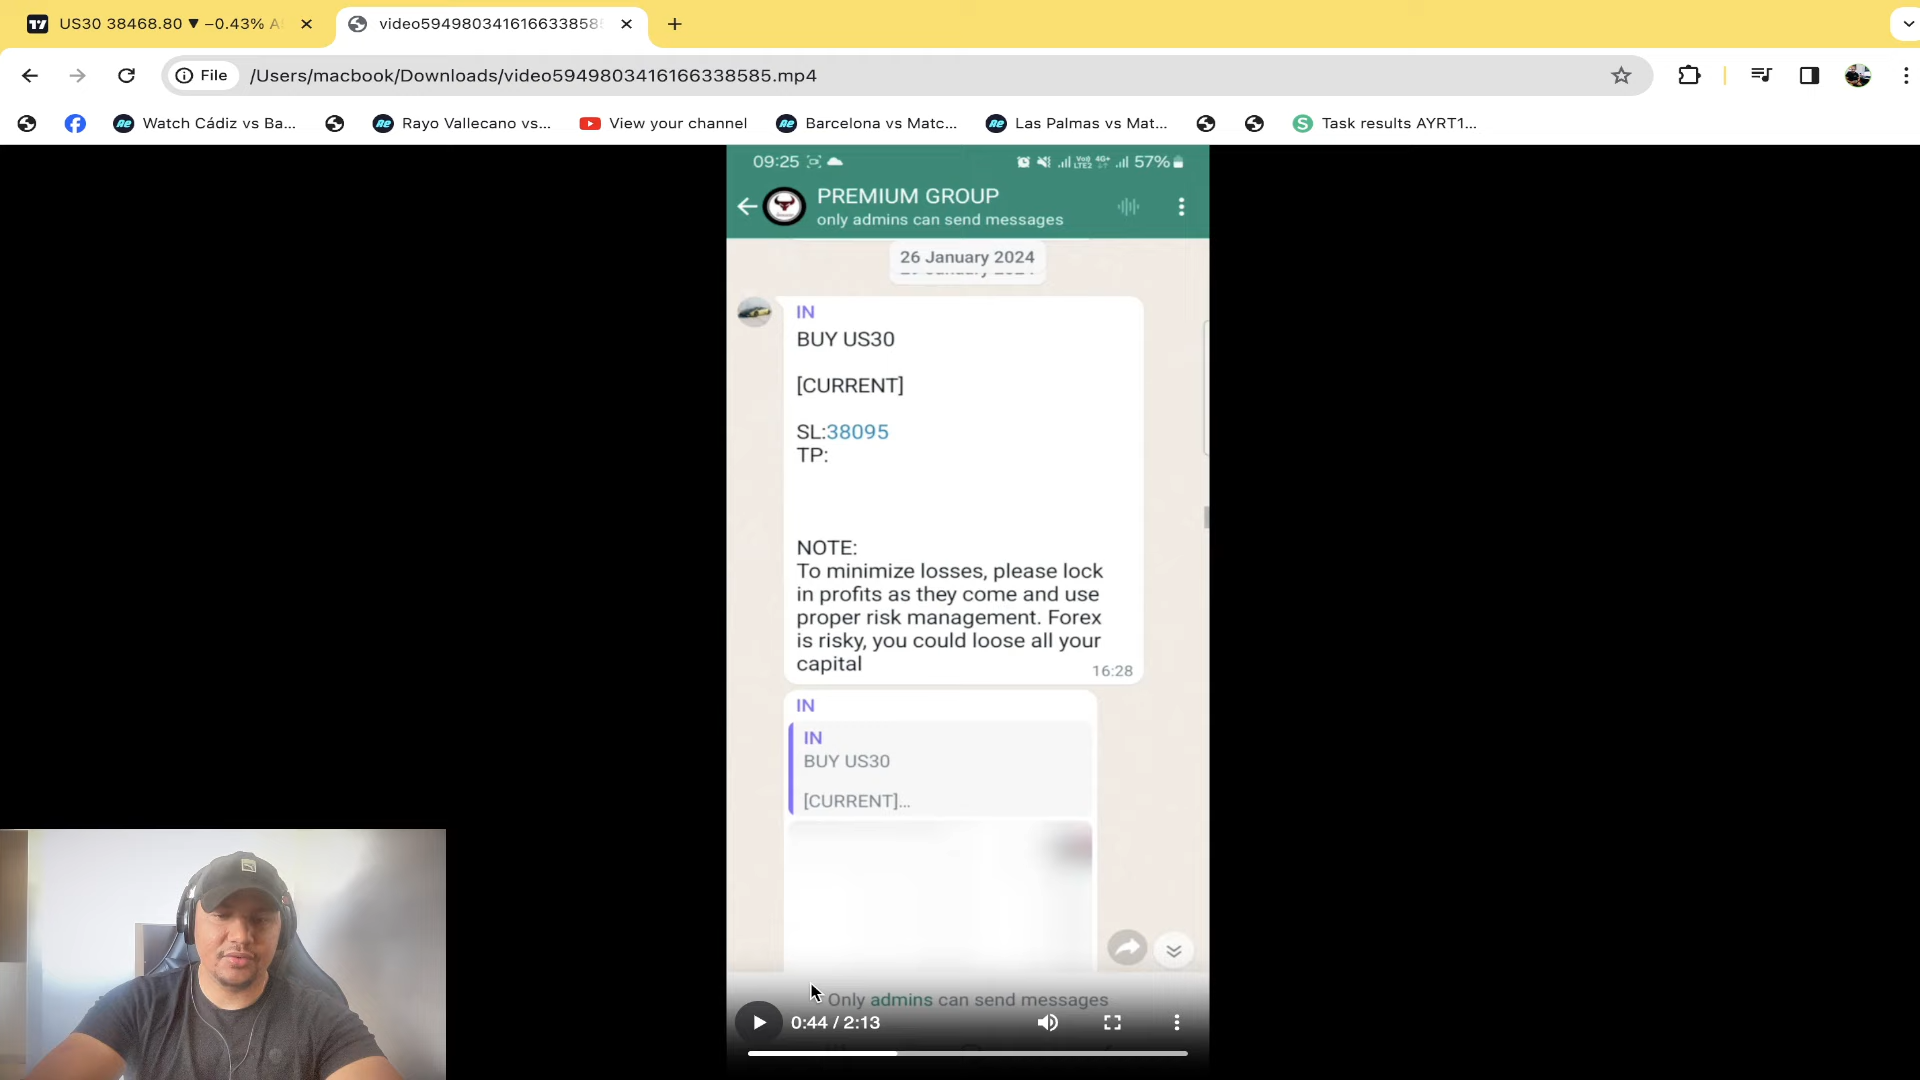 US30 38468.80 ▼ −0.43%
video5949803416166338585
File
/Users/macbook/Downloads/video5949803416166338585.mp4
Watch Cádiz vs Ba...
Rayo Vallecano vs...
View your channel
Barcelona vs Matc...
Las Palmas vs Mat...
Task results AYRT1...
09:25
57%
PREMIUM GROUP
only admins can send messages
26 January 2024
IN
BUY US30
[CURRENT]
SL:38095
TP:
NOTE:
To minimize losses, please lock
in profits as they come and use
proper risk management. Forex
is risky, you could loose all your
capital
16:28
IN
IN
BUY US30
[CURRENT]...
Only admins can send messages
0:44 / 2:13